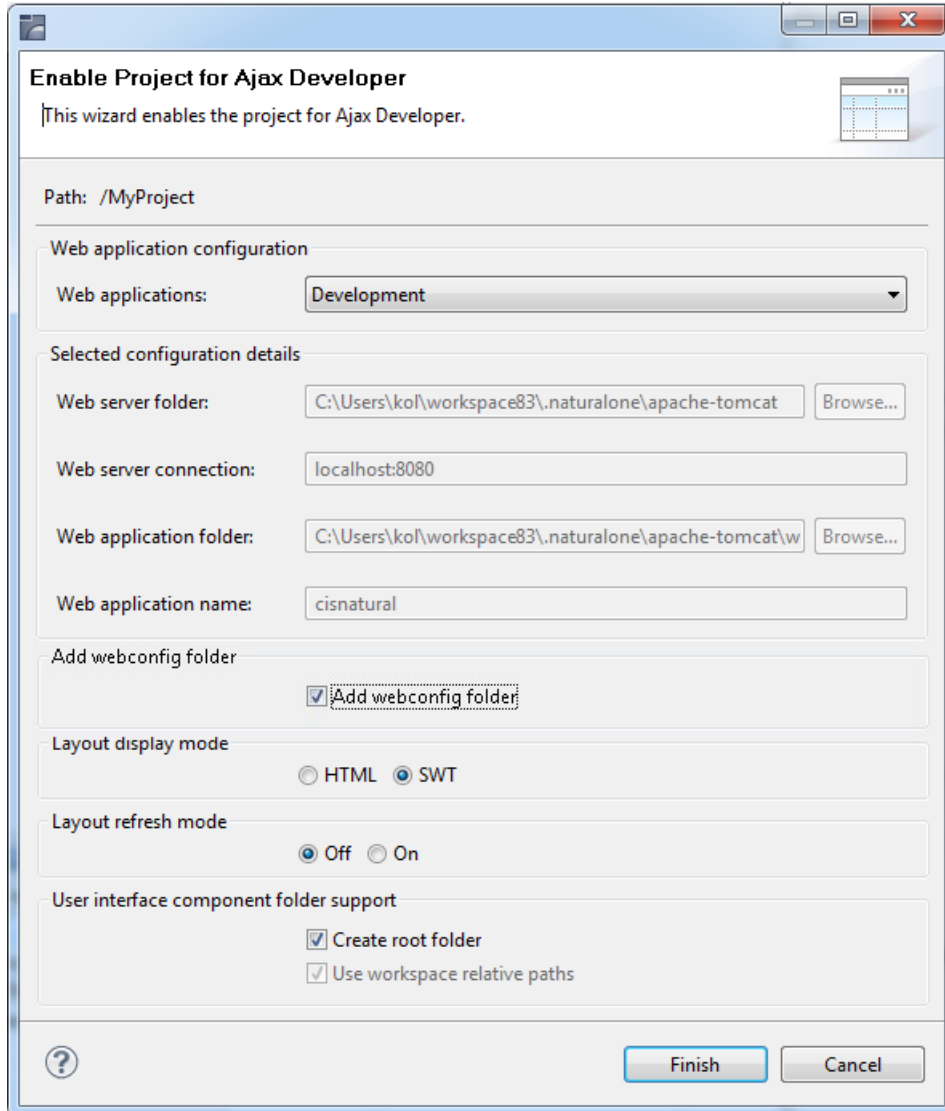 Enable Project for Ajax Developer
This wizard enables the project for Ajax Developer.
Path: /MyProject
Web application configuration
Web applications: Development
Selected configuration details
Web server folder: C:\Users\kol\workspace83\.naturalone\apache-tomcat Browse...
Web server connection: localhost:8080
Web application folder: C:\Users\kol\workspace83\.naturalone\apache-tomcat\w Browse...
Web application name: cisnatural
Add webconfig folder
Add webconfig folder
Layout display mode
HTML SWT
Layout refresh mode
Off On
User interface component folder support
Create root folder
Use workspace relative paths
? Finish Cancel